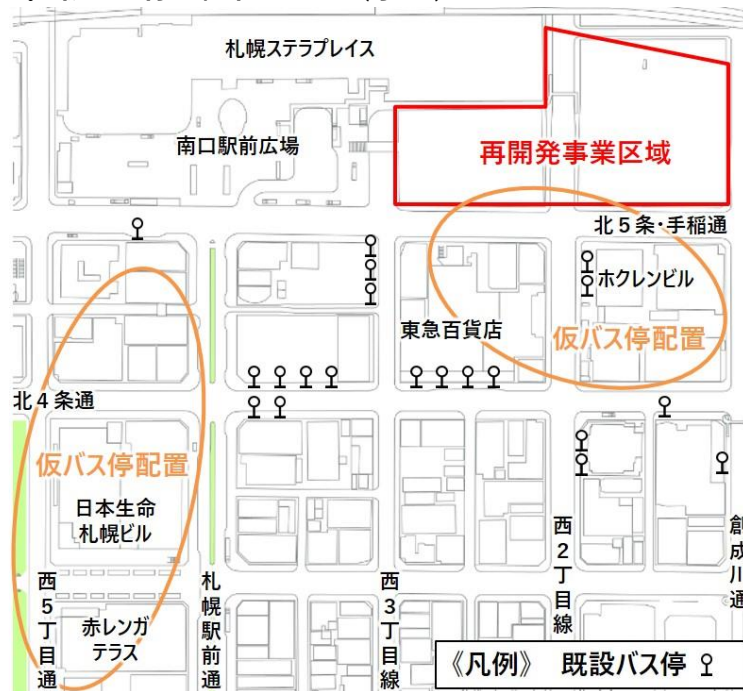 札幌ステラプレイス
南口駅前広場
再開発事業区域
北5条・手稲通
ホクレンビル
東急百貨店
仮バス停配置
北4条通
仮バス停配置
日本生命
札幌ビル
赤レンガ
テラス
西5丁目通
札幌駅前通
西3丁目線
西2丁目線
創成川通
《凡例》 既設バス停